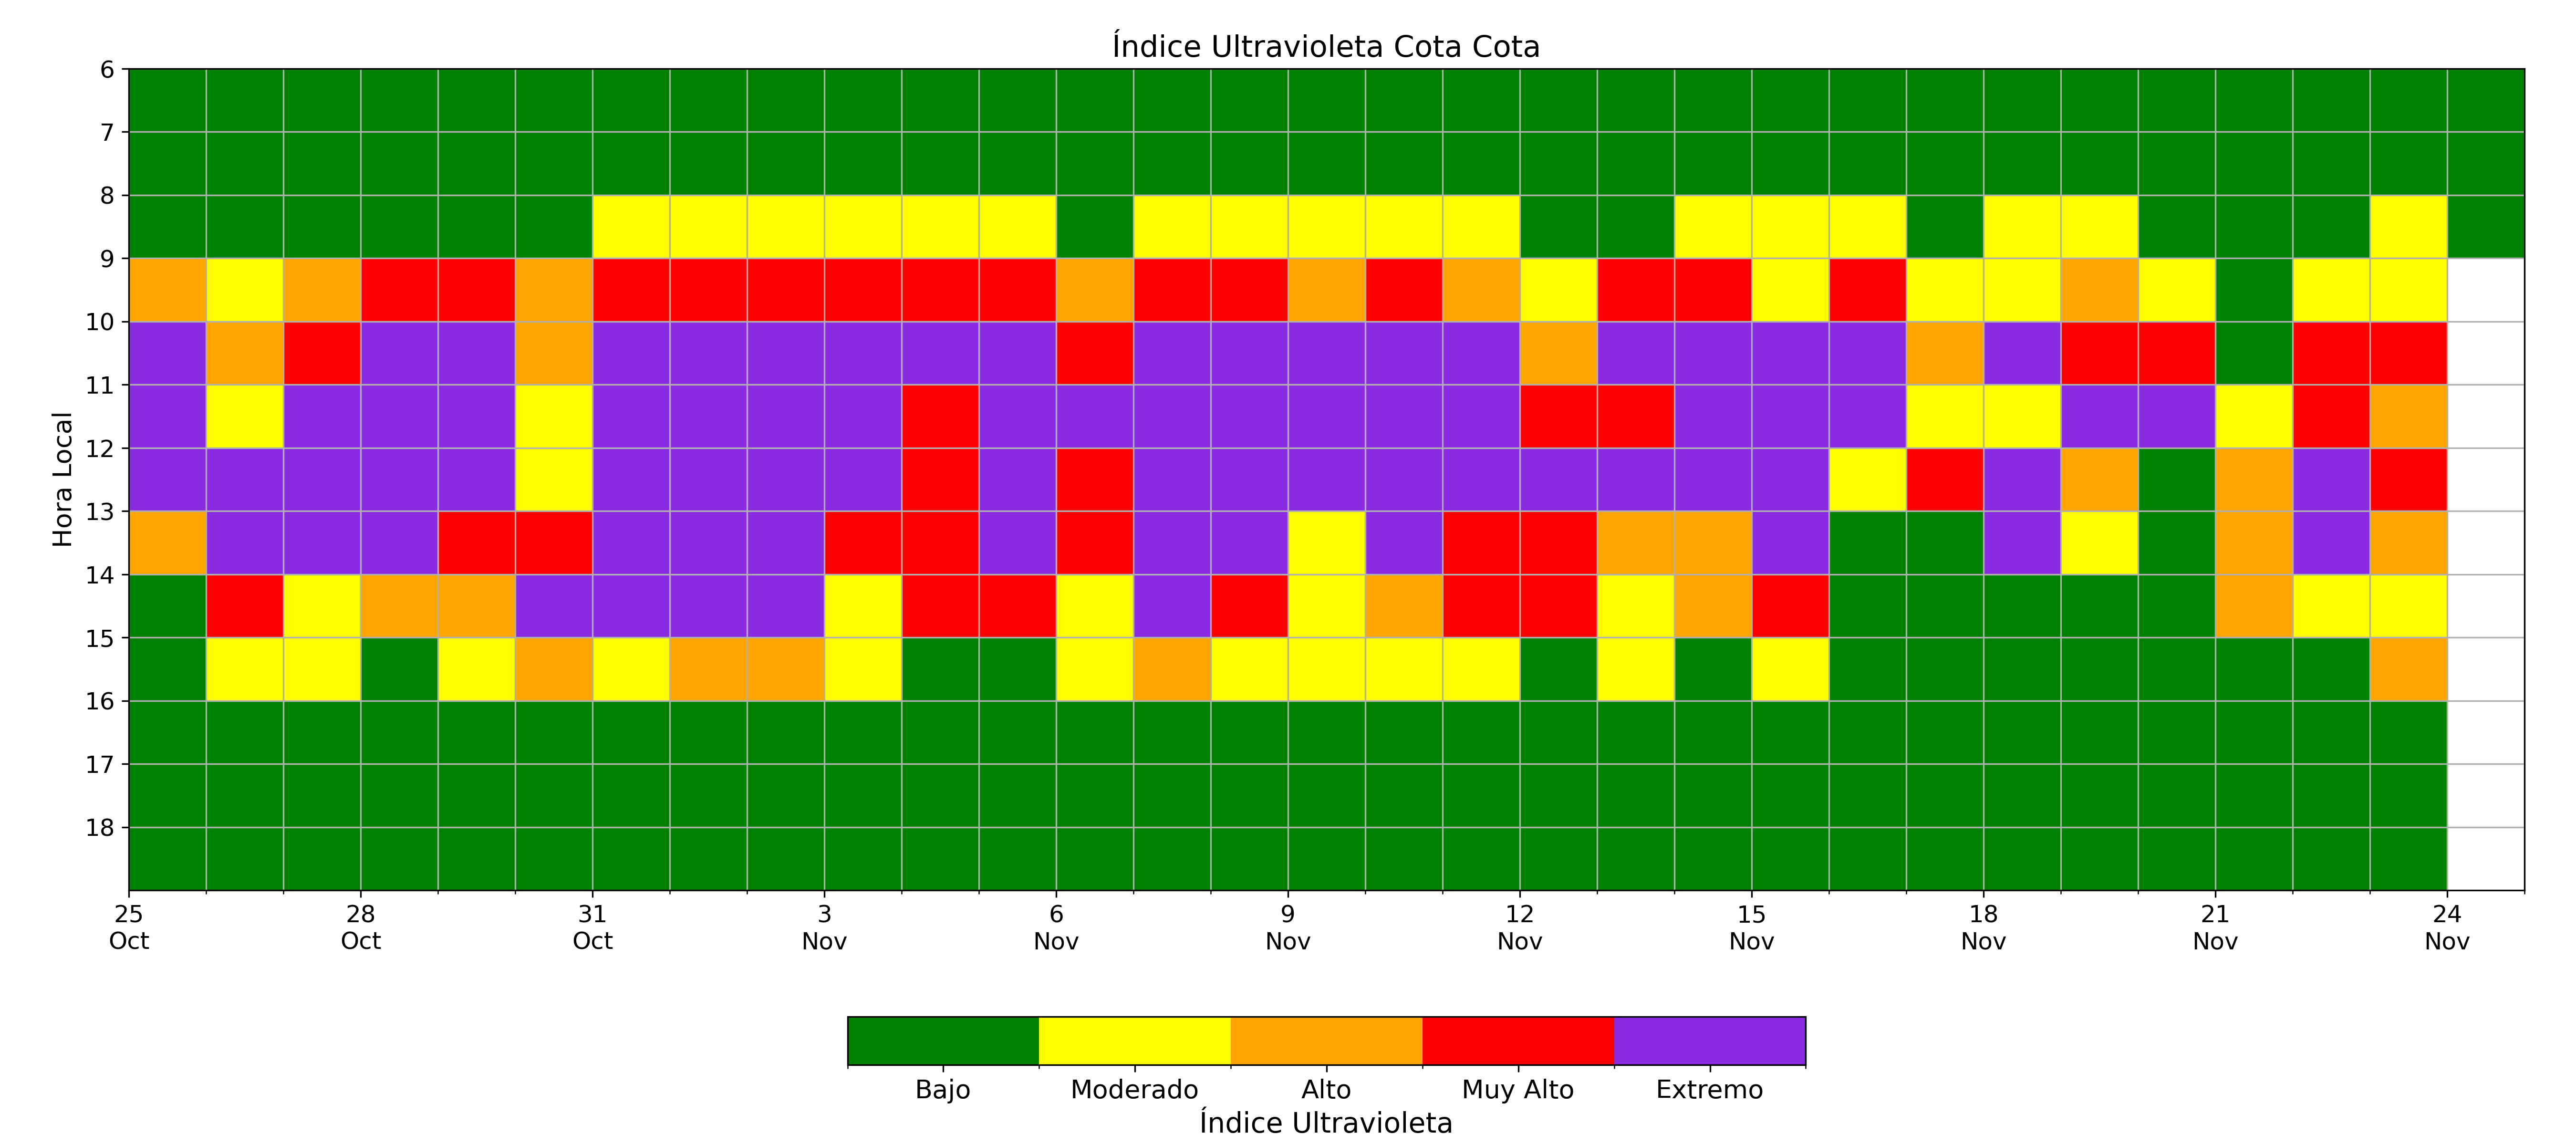 Índice Ultravioleta Cota Cota
Hora Local
6
7
8
9
10
11
12
13
14
15
16
17
18
25 28 31 3 6 9 12 15 18 21 24
Oct Oct Oct Nov Nov Nov Nov Nov Nov Nov Nov
Bajo Moderado Alto Muy Alto Extremo
Índice Ultravioleta